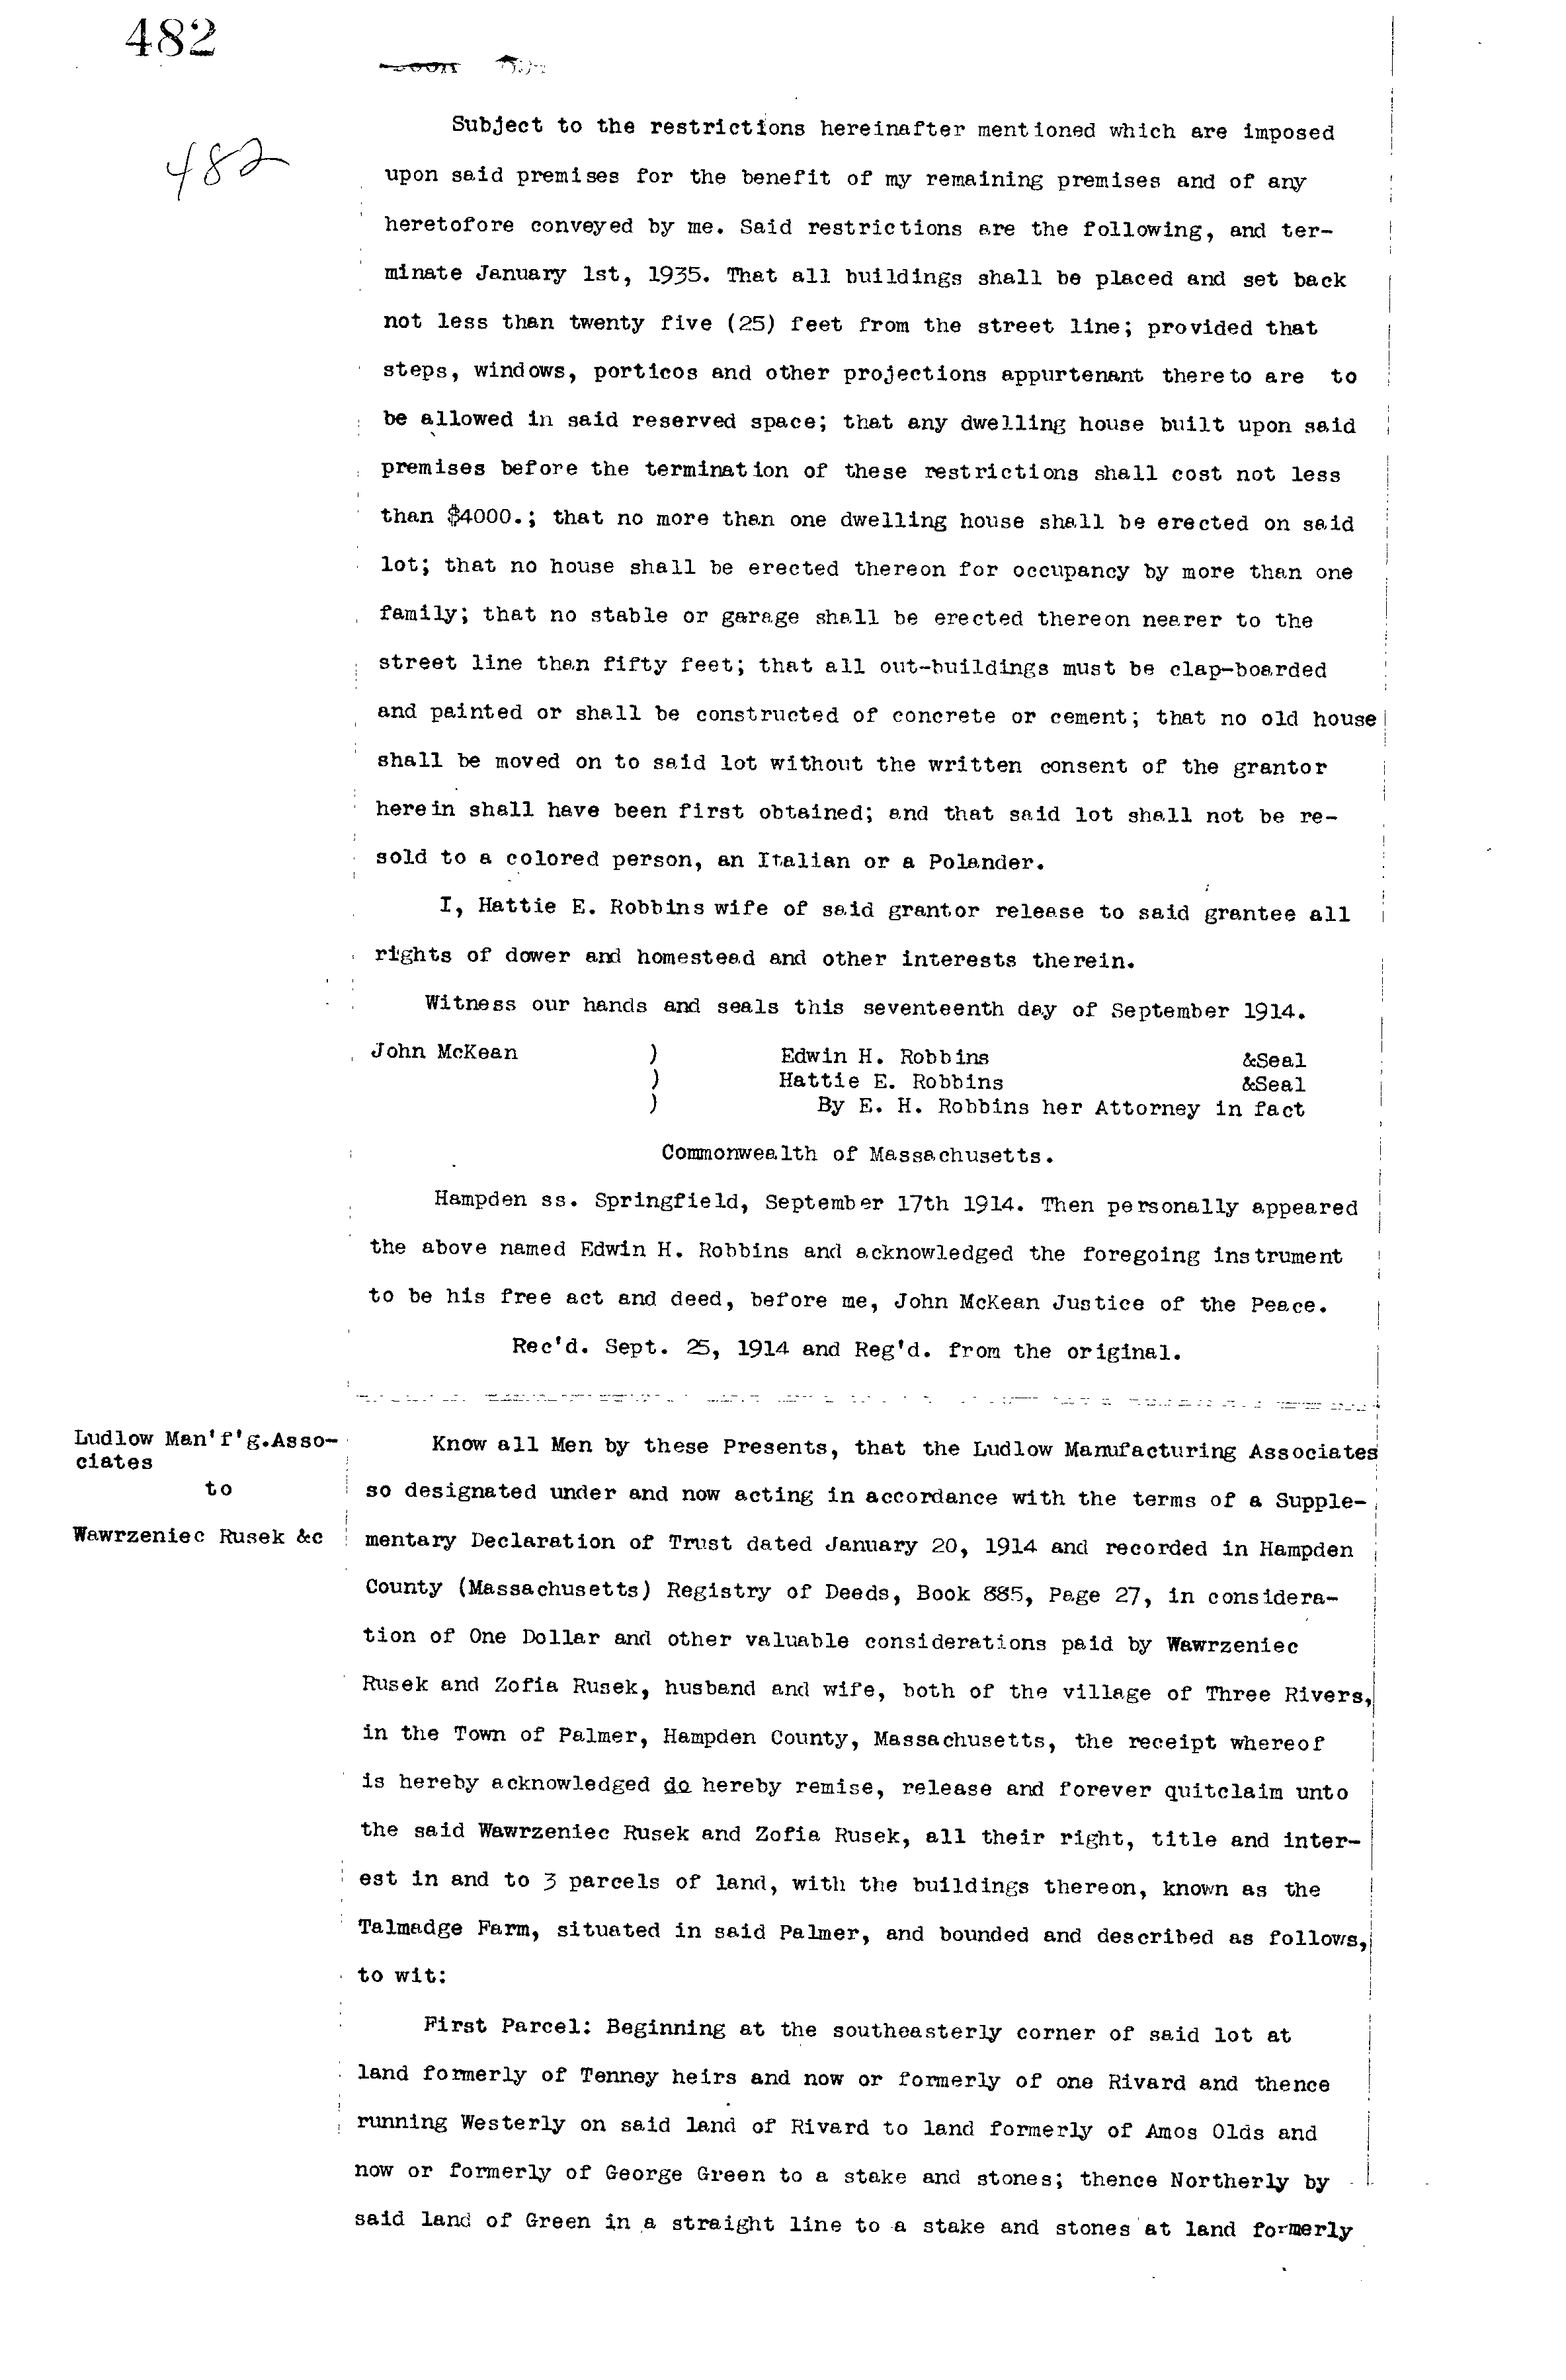 482
482
Subject to the restrictions hereinafter mentioned which are imposed
upon said premises for the benefit of my remaining premises and of any
heretofore conveyed by me. Said restrictions are the following, and ter-
minate January 1st, 1935. That all buildings shall be placed and set back
not less than twenty five (25) feet from the street line; provided that
steps, windows, porticos and other projections appurtenant thereto are to
be allowed in said reserved space; that any dwelling house built upon said
premises before the termination of these restrictions shall cost not less
than $4000.; that no more than one dwelling house shall be erected on said
lot; that no house shall be erected thereon for occupancy by more than one
family; that no stable or garage shall be erected thereon nearer to the
street line than fifty feet; that all out-buildings must be clap-boarded
and painted or shall be constructed of concrete or cement; that no old house
shall be moved on to said lot without the written consent of the grantor
herein shall have been first obtained; and that said lot shall not be re-
sold to a colored person, an Italian or a Polander.
I, Hattie E. Robbins wife of said grantor release to said grantee all
rights of dower and homestead and other interests therein.
Witness our hands and seals this seventeenth day of September 1914.
John McKean ) Edwin H. Robbins &Seal
) Hattie E. Robbins &Seal
) By E. H. Robbins her Attorney in fact
Commonwealth of Massachusetts.
Hampden ss. Springfield, September 17th 1914. Then personally appeared
the above named Edwin H. Robbins and acknowledged the foregoing instrument
to be his free act and deed, before me, John McKean Justice of the Peace.
Rec'd. Sept. 25, 1914 and Reg'd. from the original.
Ludlow Man'f'g.Asso-
ciates
to
Wawrzeniec Rusek &c
Know all Men by these Presents, that the Ludlow Manufacturing Associates
so designated under and now acting in accordance with the terms of a Supple-
mentary Declaration of Trust dated January 20, 1914 and recorded in Hampden
County (Massachusetts) Registry of Deeds, Book 885, Page 27, in considera-
tion of One Dollar and other valuable considerations paid by Wawrzeniec
Rusek and Zofia Rusek, husband and wife, both of the village of Three Rivers,
in the Town of Palmer, Hampden County, Massachusetts, the receipt whereof
is hereby acknowledged do hereby remise, release and forever quitclaim unto
the said Wawrzeniec Rusek and Zofia Rusek, all their right, title and inter-
est in and to 3 parcels of land, with the buildings thereon, known as the
Talmadge Farm, situated in said Palmer, and bounded and described as follows,
to wit:
First Parcel: Beginning at the southeasterly corner of said lot at
land formerly of Tenney heirs and now or formerly of one Rivard and thence
running Westerly on said land of Rivard to land formerly of Amos Olds and
now or formerly of George Green to a stake and stones; thence Northerly by
said land of Green in a straight line to a stake and stones at land formerly